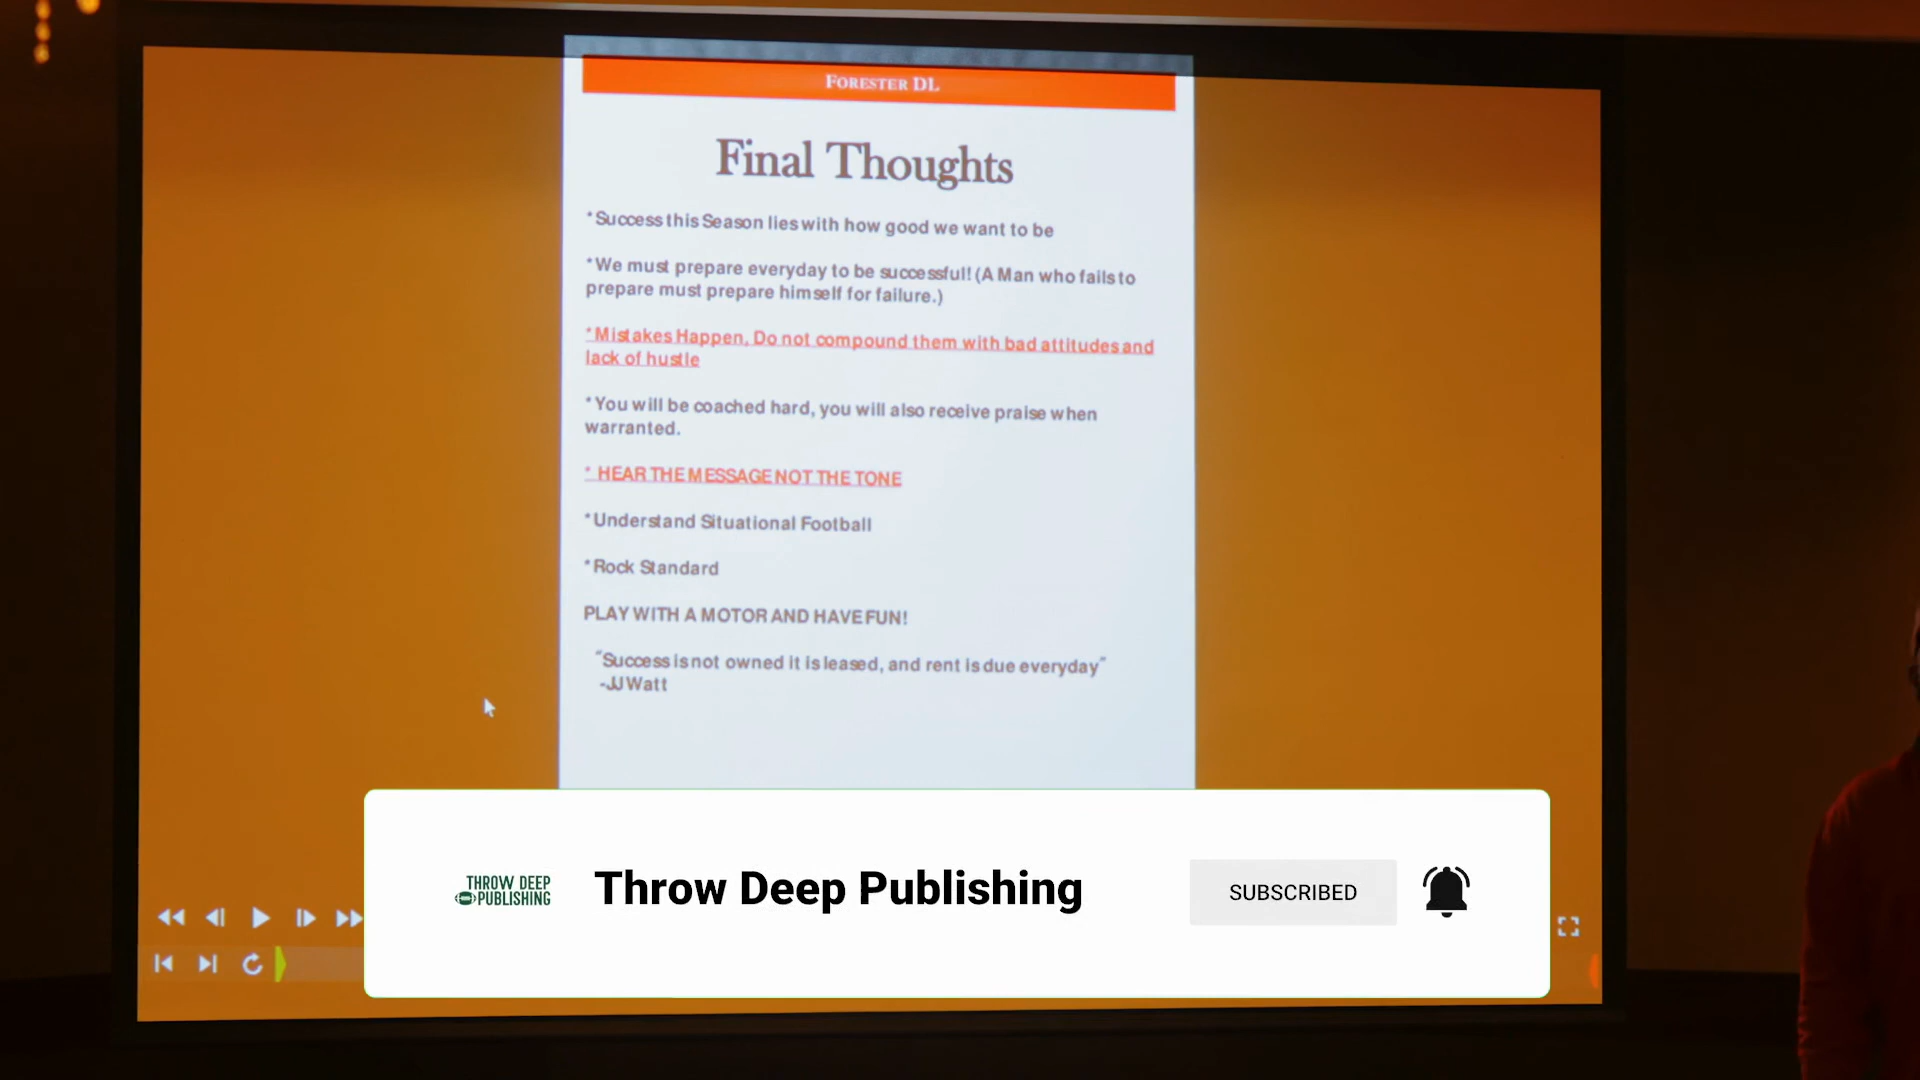 FORESTER DL
Final Thoughts
*Success this Season lies with how good we want to be
*We must prepare everyday to be successful! (A Man who fails to
prepare must prepare himself for failure.)
*Mistakes Happen, Do not compound them with bad attitudes and
lack of hustle
*You will be coached hard, you will also receive praise when
warranted.
* HEAR THE MESSAGE NOT THE TONE
*Understand Situational Football
*Rock Standard
PLAY WITH A MOTOR AND HAVE FUN!
"Success is not owned it is leased, and rent is due everyday"
-JJ Watt
THROW DEEP
PUBLISHING
Throw Deep Publishing
SUBSCRIBED